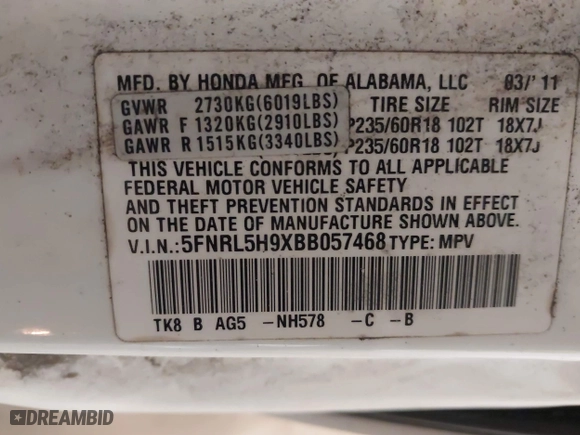 MFD. BY HONDA MFG. OF ALABAMA, LLC 03/'11
GVWR 2730KG(6019LBS) TIRE SIZE RIM SIZE
GAWR F 1320KG(2910LBS) P235/60R18 102T 18X7J
GAWR R 1515KG(3340LBS) P235/60R18 102T 18X7J
THIS VEHICLE CONFORMS TO ALL APPLICABLE
FEDERAL MOTOR VEHICLE SAFETY
AND THEFT PREVENTION STANDARDS IN EFFECT
ON THE DATE OF MANUFACTURE SHOWN ABOVE.
V.I.N.:5FNRL5H9XBB057468 TYPE: MPV
TK8 B AG5 -NH578 -C -B
DREAMBID